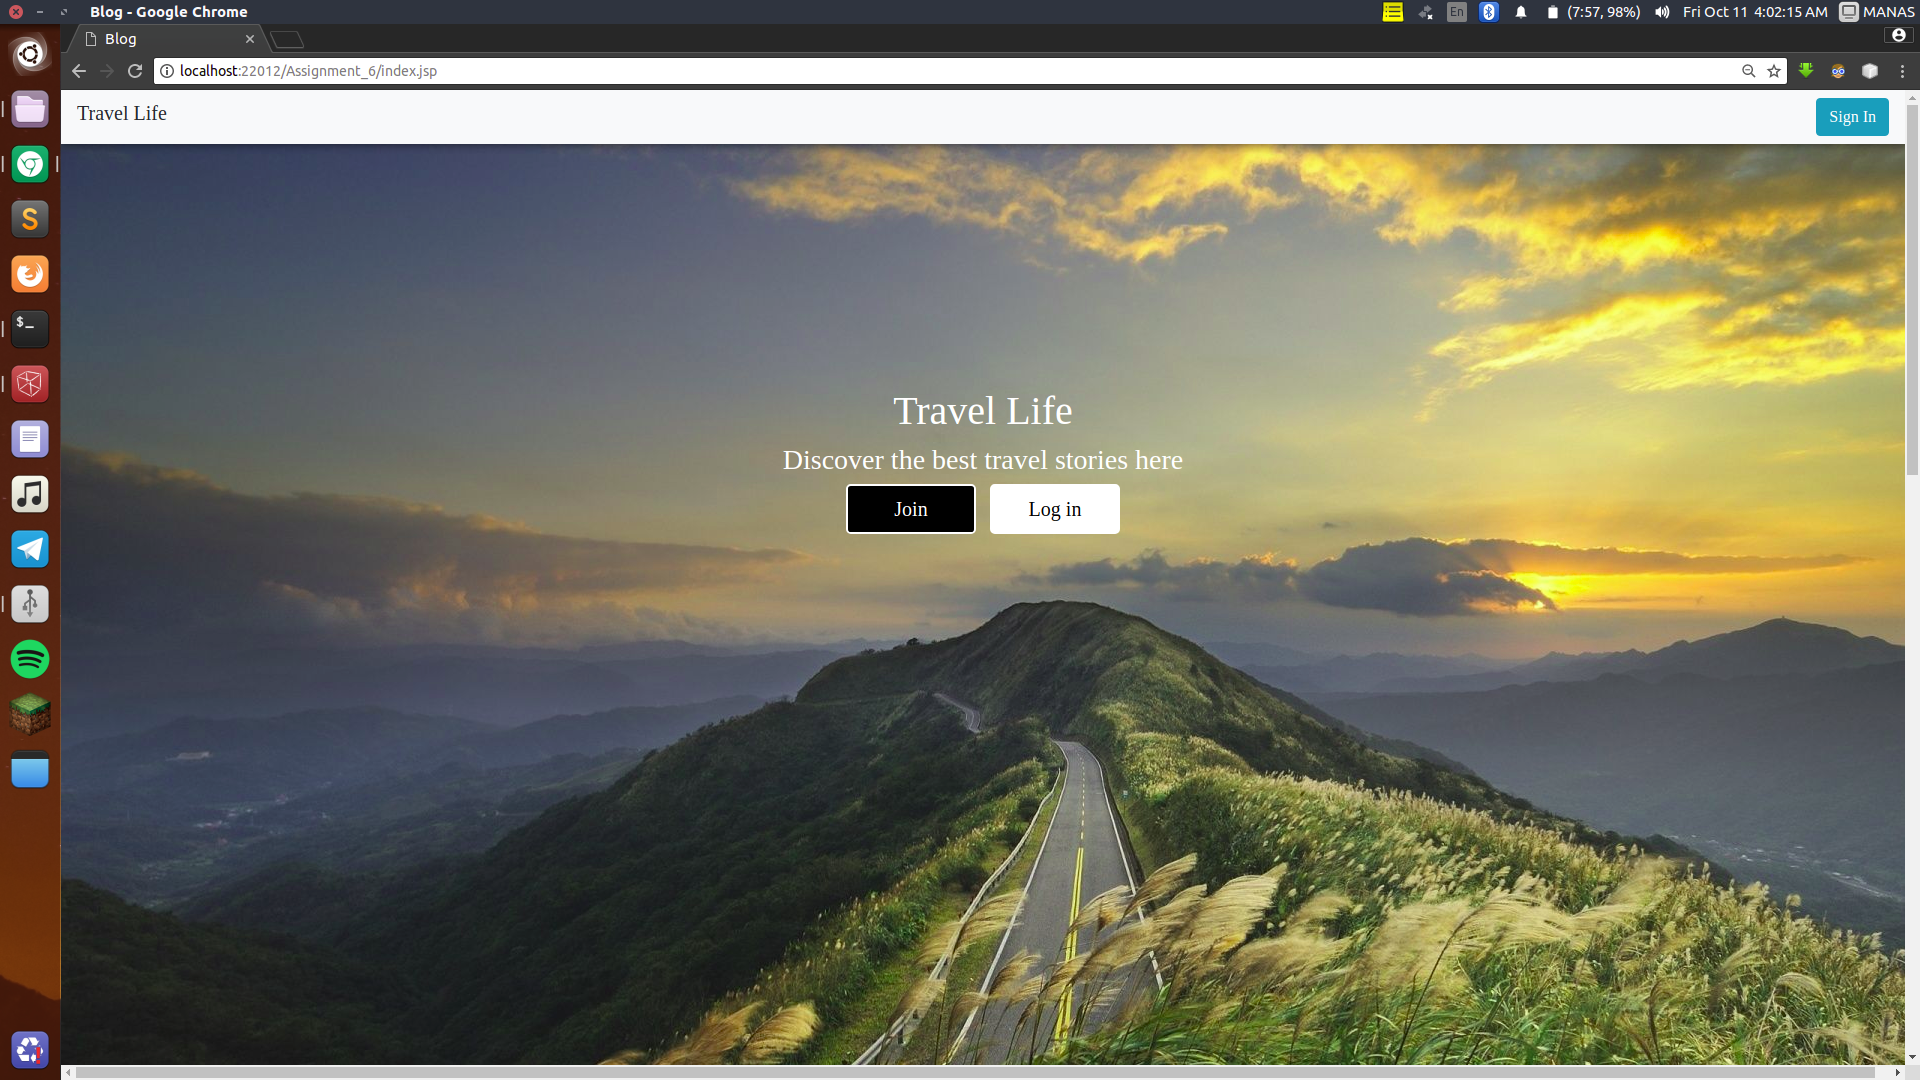 Blog - Google Chrome
En
(7:57, 98%)
Fri Oct 11 4:02:15 AM
MANAS
Blog
localhost:22012/Assignment_6/index.jsp
Travel Life
Sign In
S
$_
Travel Life
Discover the best travel stories here
Join
Log in